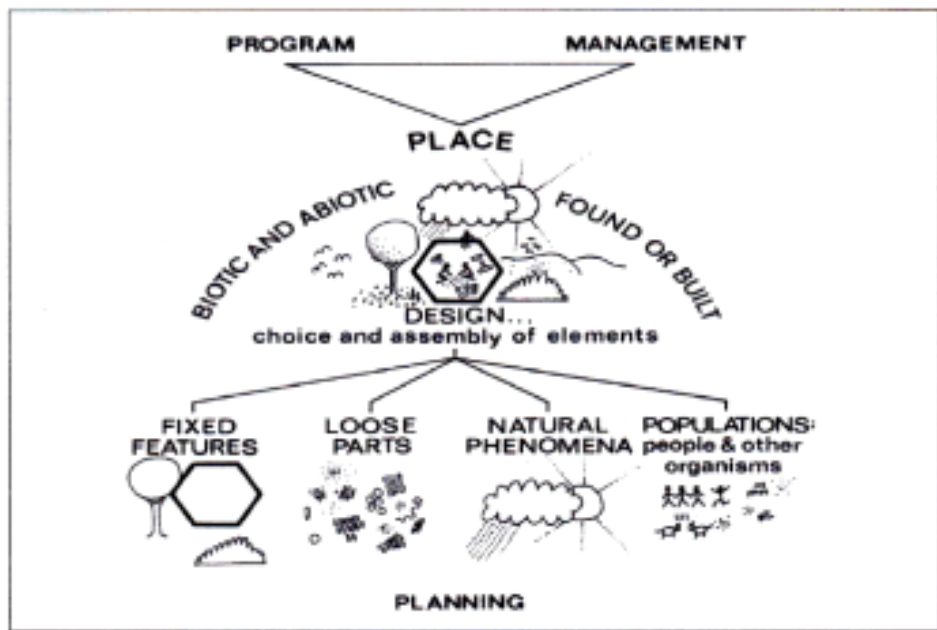 PROGRAM MANAGEMENT
PLACE
BIOTIC AND ABIOTIC
FOUND OR BUILT
DESIGN...
choice and assembly of elements
FIXED
FEATURES
LOOSE
PARTS
NATURAL
PHENOMENA
POPULATIONS:
people & other
organisms
PLANNING